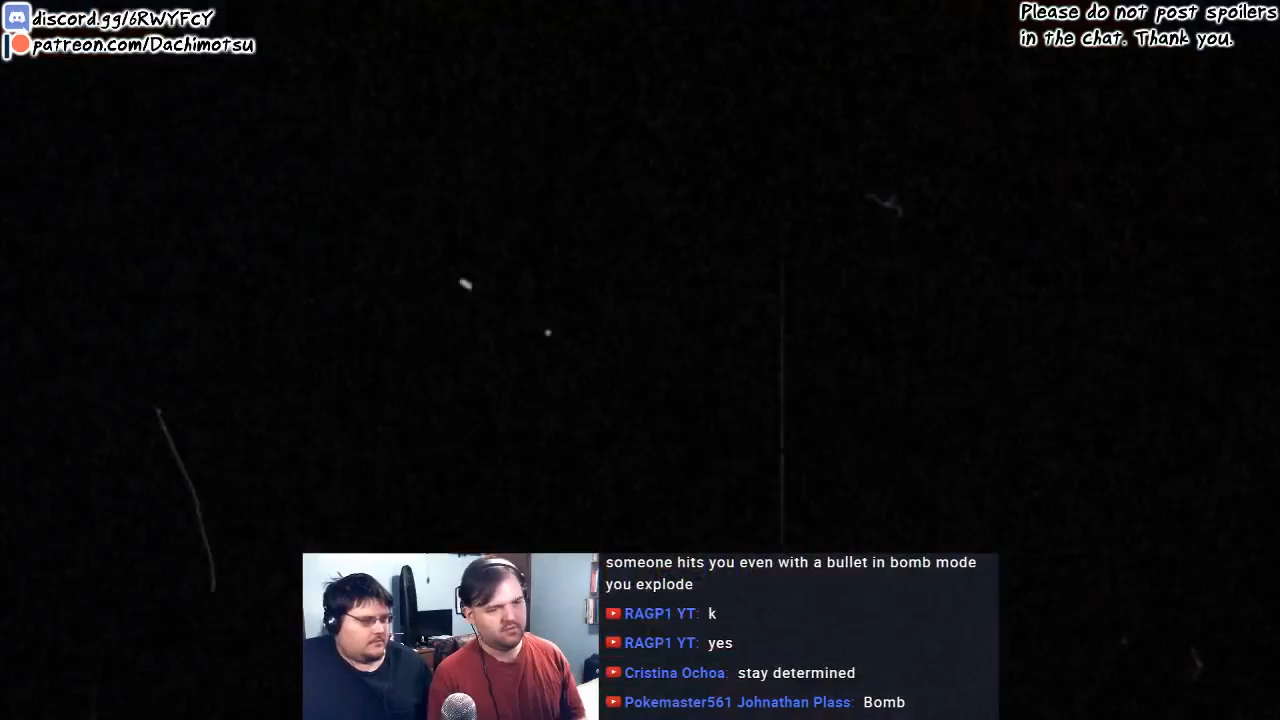 discord.gg/6RWYFCY
patreon.com/Dachimotsu
Please do not post spoilers
in the chat. Thank you.
someone hits you even with a bullet in bomb mode
you explode
RAGP1 YT: k
RAGP1 YT: yes
Cristina Ochoa: stay determined
Pokemaster561 Johnathan Plass: Bomb